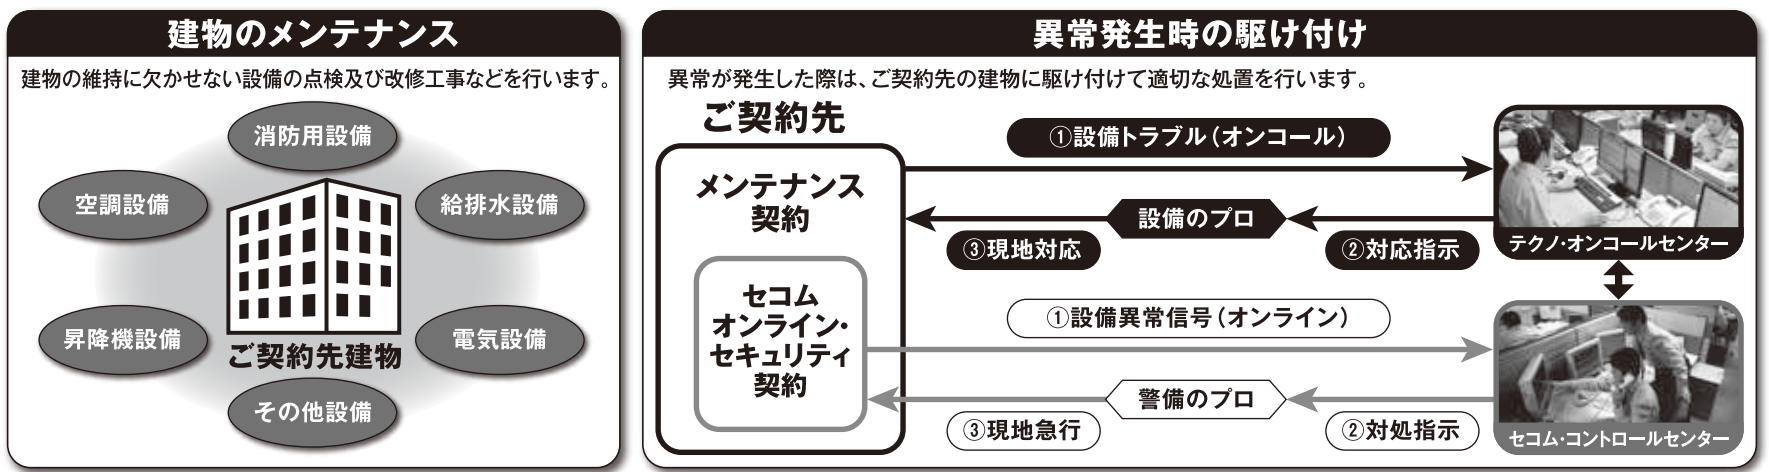 建物のメンテナンス
建物の維持に欠かせない設備の点検及び改修工事などを行います。
消防用設備
空調設備
給排水設備
昇降機設備
電気設備
ご契約先建物
その他設備
異常発生時の駆け付け
異常が発生した際は、ご契約先の建物に駆け付けて適切な処置を行います。
ご契約先
メンテナンス
契約
セコム
オンライン・
セキュリティ
契約
①設備トラブル(オンコール)
設備のプロ
③現地対応
②対応指示
テクノ・オンコールセンター
①設備異常信号(オンライン)
警備のプロ
③現地急行
②対処指示
セコム・コントロールセンター